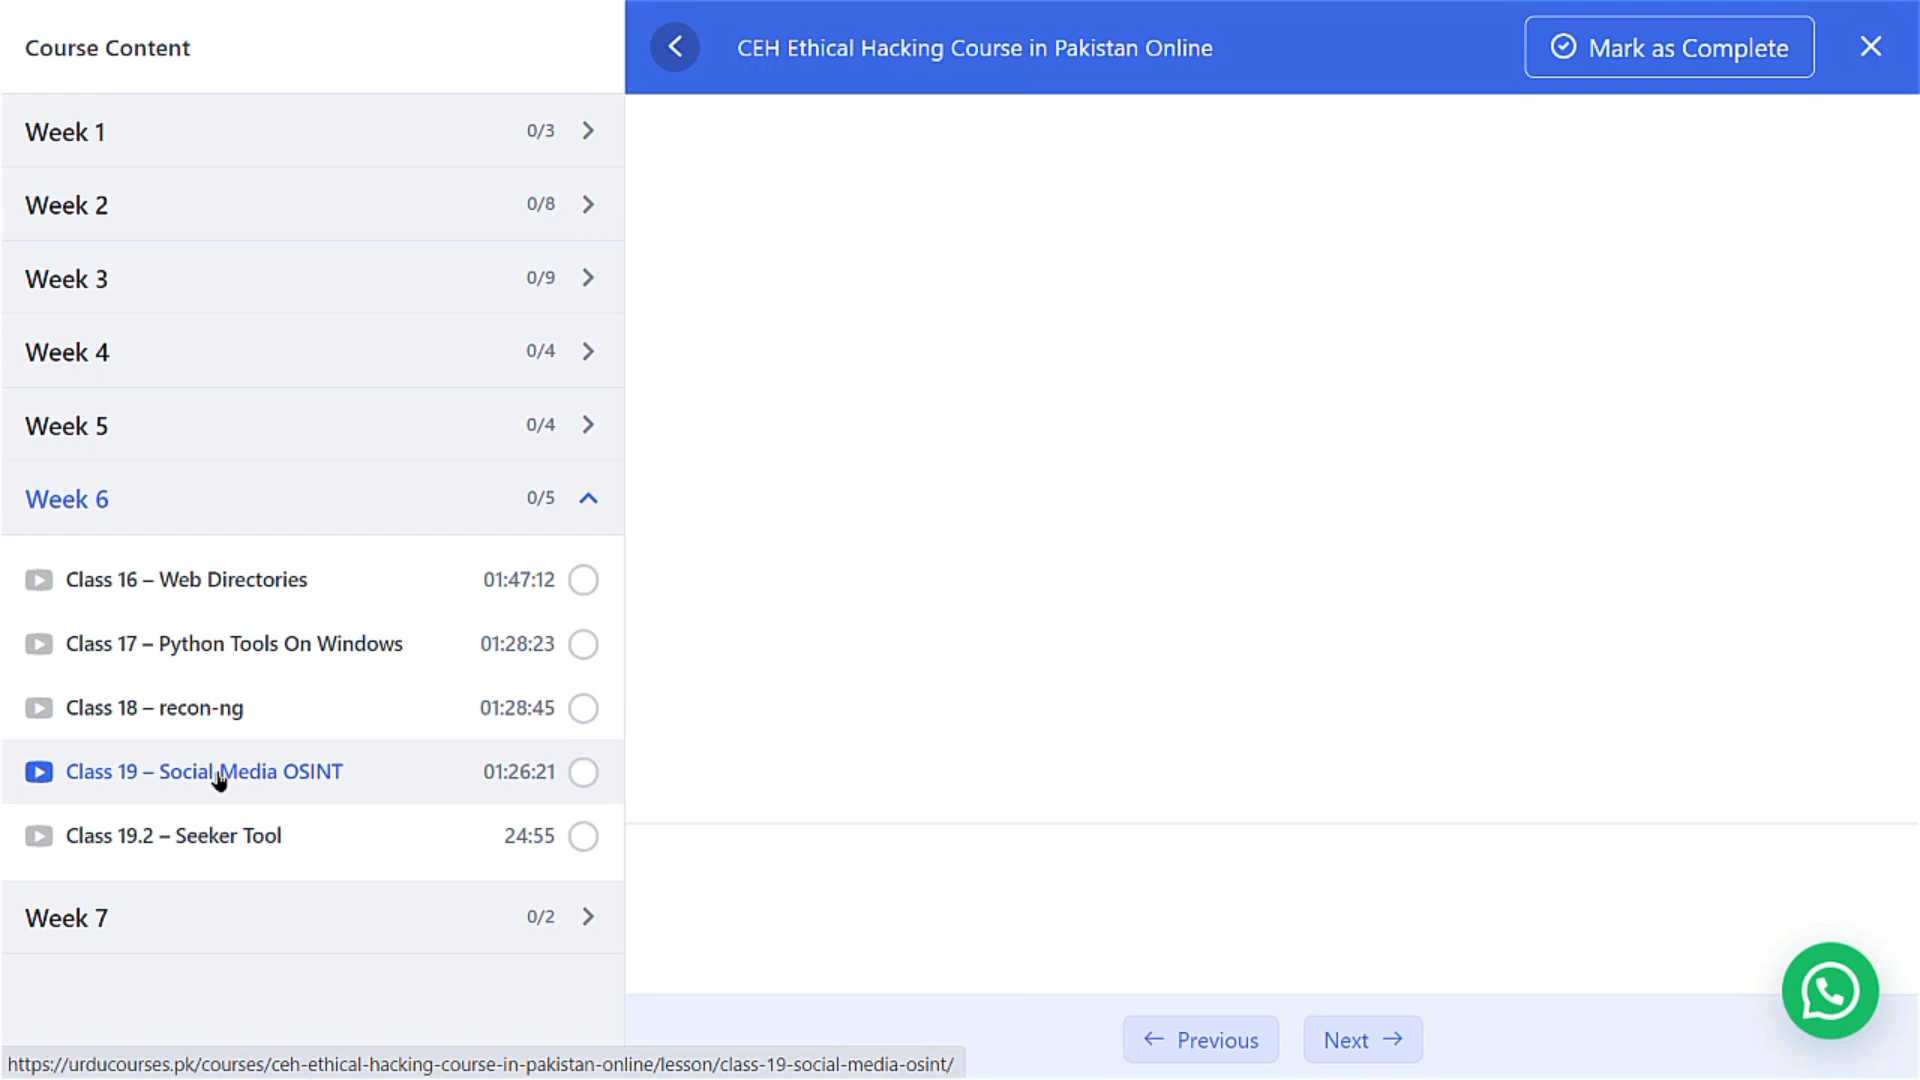 Course Content
CEH Ethical Hacking Course in Pakistan Online
Mark as Complete
Week 1 0/3
Week 2 0/8
Week 3 0/9
Week 4 0/4
Week 5 0/4
Week 6 0/5
Class 16 – Web Directories 01:47:12
Class 17 – Python Tools On Windows 01:28:23
Class 18 – recon-ng 01:28:45
Class 19 – Social Media OSINT 01:26:21
Class 19.2 – Seeker Tool 24:55
Week 7 0/2
Previous
Next
https://urducourses.pk/courses/ceh-ethical-hacking-course-in-pakistan-online/lesson/class-19-social-media-osint/